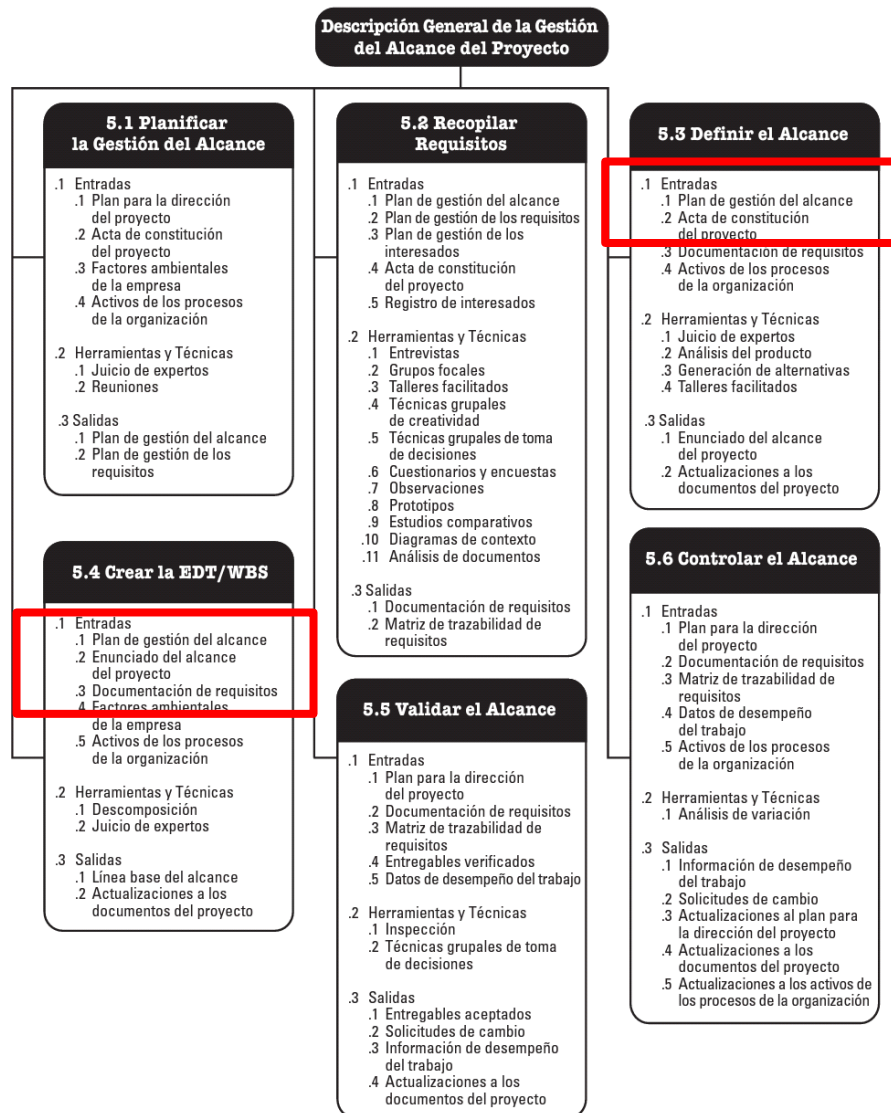 Descripción General de la Gestión
del Alcance del Proyecto
5.1 Planificar
la Gestión del Alcance
.1 Entradas
.1 Plan para la dirección
del proyecto
.2 Acta de constitución
del proyecto
.3 Factores ambientales
de la empresa
.4 Activos de los procesos
de la organización
.2 Herramientas y Técnicas
.1 Juicio de expertos
.2 Reuniones
.3 Salidas
.1 Plan de gestión del alcance
.2 Plan de gestión de los
requisitos
5.2 Recopilar
Requisitos
.1 Entradas
.1 Plan de gestión del alcance
.2 Plan de gestión de los requisitos
.3 Plan de gestión de los
interesados
.4 Acta de constitución
del proyecto
.5 Registro de interesados
.2 Herramientas y Técnicas
.1 Entrevistas
.2 Grupos focales
.3 Talleres facilitados
.4 Técnicas grupales
de creatividad
.5 Técnicas grupales de toma
de decisiones
.6 Cuestionarios y encuestas
.7 Observaciones
.8 Prototipos
.9 Estudios comparativos
.10 Diagramas de contexto
.11 Análisis de documentos
.3 Salidas
.1 Documentación de requisitos
.2 Matriz de trazabilidad de
requisitos
5.3 Definir el Alcance
.1 Entradas
.1 Plan de gestión del alcance
.2 Acta de constitución
del proyecto
.3 Documentación de requisitos
.4 Activos de los procesos
de la organización
.2 Herramientas y Técnicas
.1 Juicio de expertos
.2 Análisis del producto
.3 Generación de alternativas
.4 Talleres facilitados
.3 Salidas
.1 Enunciado del alcance
del proyecto
.2 Actualizaciones a los
documentos del proyecto
5.4 Crear la EDT/WBS
.1 Entradas
.1 Plan de gestión del alcance
.2 Enunciado del alcance
del proyecto
.3 Documentación de requisitos
.4 Factores ambientales
de la empresa
.5 Activos de los procesos
de la organización
.2 Herramientas y Técnicas
.1 Descomposición
.2 Juicio de expertos
.3 Salidas
.1 Línea base del alcance
.2 Actualizaciones a los
documentos del proyecto
5.5 Validar el Alcance
.1 Entradas
.1 Plan para la dirección
del proyecto
.2 Documentación de requisitos
.3 Matriz de trazabilidad de
requisitos
.4 Entregables verificados
.5 Datos de desempeño del trabajo
.2 Herramientas y Técnicas
.1 Inspección
.2 Técnicas grupales de toma
de decisiones
.3 Salidas
.1 Entregables aceptados
.2 Solicitudes de cambio
.3 Información de desempeño
del trabajo
.4 Actualizaciones a los
documentos del proyecto
5.6 Controlar el Alcance
.1 Entradas
.1 Plan para la dirección
del proyecto
.2 Documentación de requisitos
.3 Matriz de trazabilidad de
requisitos
.4 Datos de desempeño
del trabajo
.5 Activos de los procesos
de la organización
.2 Herramientas y Técnicas
.1 Análisis de variación
.3 Salidas
.1 Información de desempeño
del trabajo
.2 Solicitudes de cambio
.3 Actualizaciones al plan para
la dirección del proyecto
.4 Actualizaciones a los
documentos del proyecto
.5 Actualizaciones a los activos de
los procesos de la organización